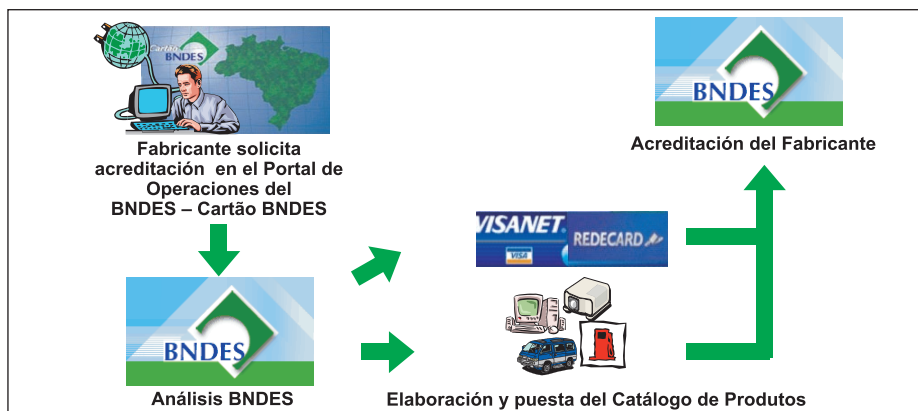 Cartão
BNDES
Fabricante solicita
acreditación en el Portal de
Operaciones del
BNDES – Cartão BNDES
BNDES
Análisis BNDES
VISANET
VISA
REDECARD
Elaboración y puesta del Catálogo de Produtos
BNDES
Acreditación del Fabricante